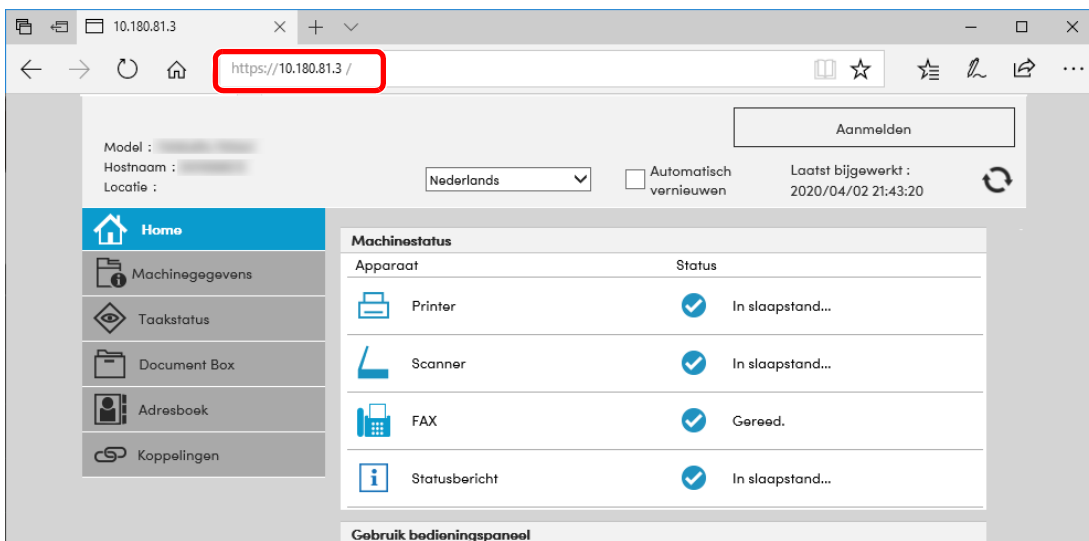 10.180.81.3
https://10.180.81.3 /
Aanmelden
Model :
Hostnaam :
Locatie :
Nederlands
Automatisch
vernieuwen
Laatst bijgewerkt :
2020/04/02 21:43:20
Home
Machinegegevens
Taakstatus
Document Box
Adresboek
Koppelingen
Machinestatus
Apparaat Status
Printer In slaapstand...
Scanner In slaapstand...
FAX Gereed.
Statusbericht In slaapstand...
Gebruik bedieningspaneel